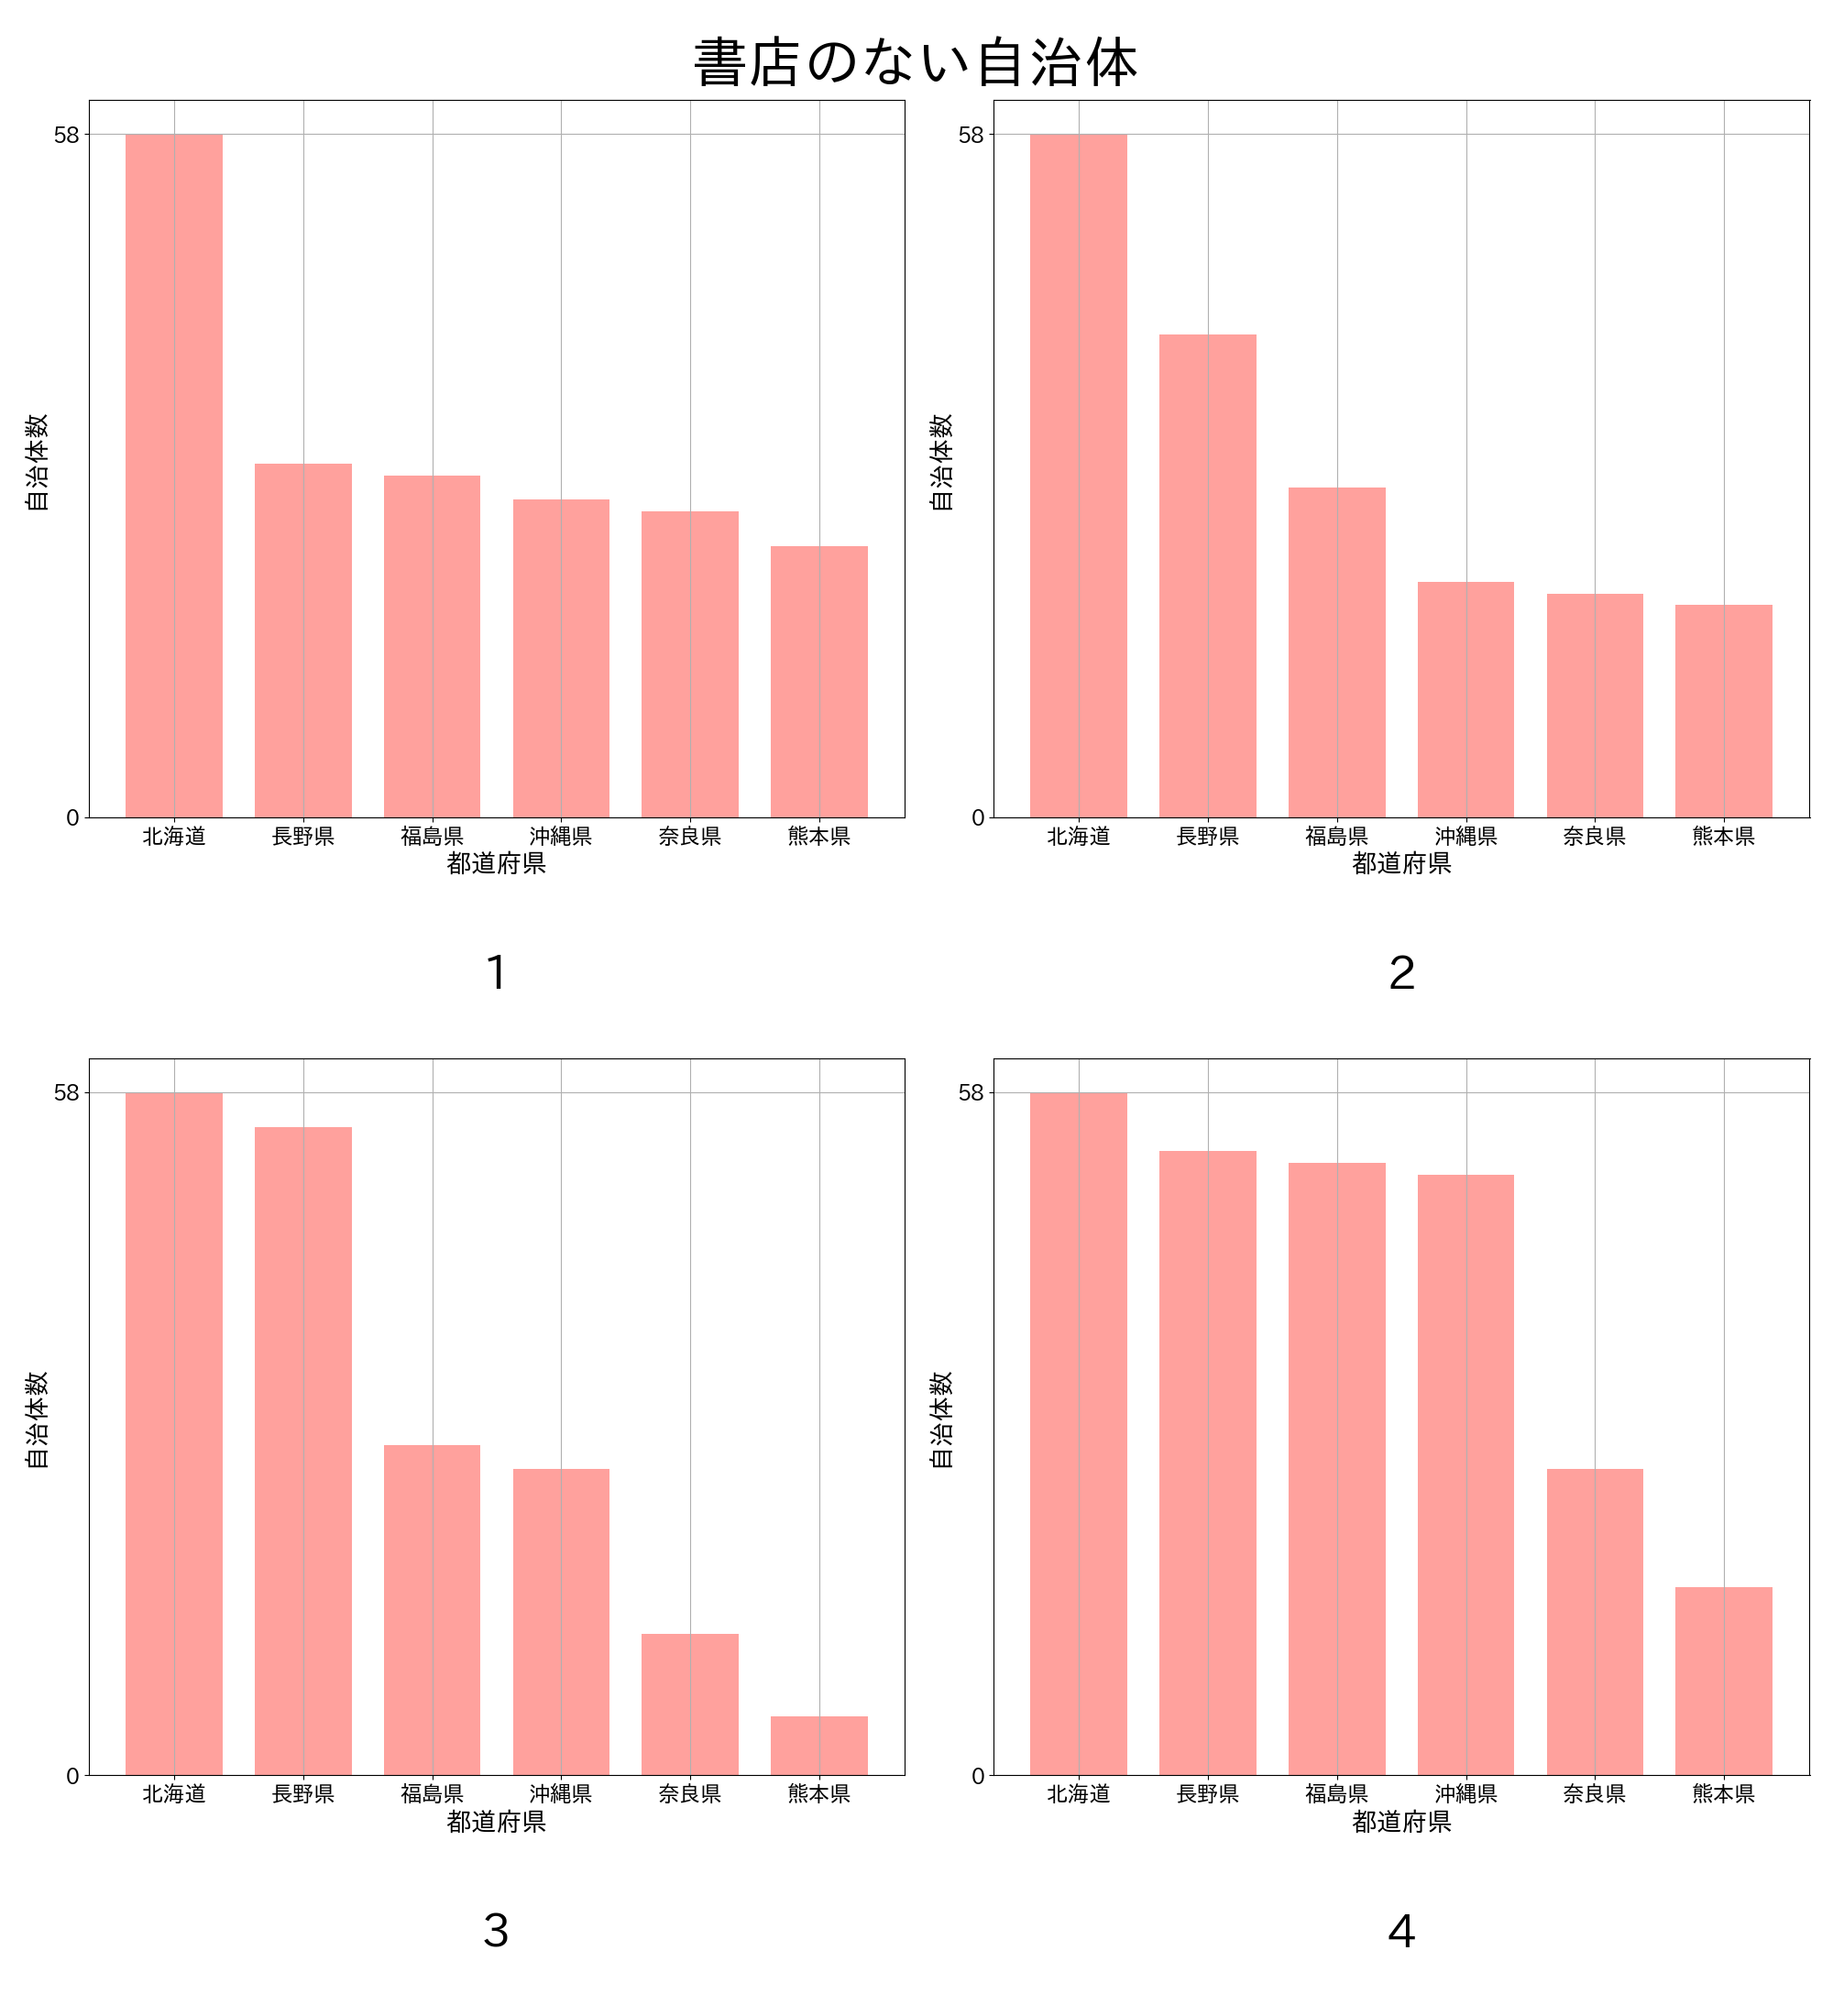 書店のない自治体
58
0
自治体数
北海道 長野県 福島県 沖縄県 奈良県 熊本県
都道府県
1
58
0
自治体数
北海道 長野県 福島県 沖縄県 奈良県 熊本県
都道府県
2
58
0
自治体数
北海道 長野県 福島県 沖縄県 奈良県 熊本県
都道府県
3
58
0
自治体数
北海道 長野県 福島県 沖縄県 奈良県 熊本県
都道府県
4